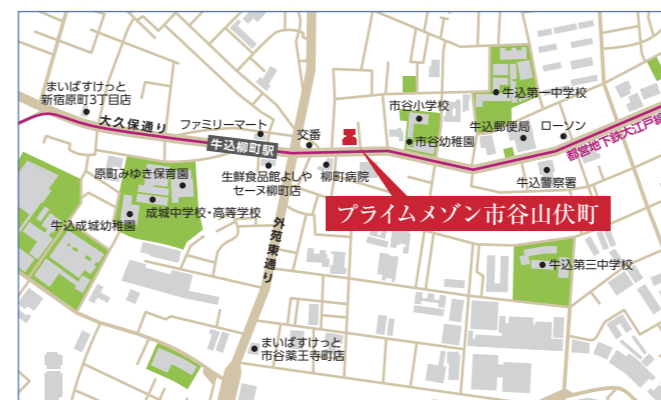 まいばすけっと
新宿原町3丁目店
大久保通り
ファミリーマート
牛込柳町駅
交番
市谷小学校
市谷幼稚園
牛込第一中学校
牛込郵便局
ローソン
都営地下鉄大江戸線
牛込警察署
原町みゆき保育園
成城中学校・高等学校
牛込成城幼稚園
生鮮食品館よしや
セーヌ柳町店
柳町病院
プライムメゾン市谷山伏町
外苑東通り
牛込第三中学校
まいばすけっと
市谷薬王寺町店